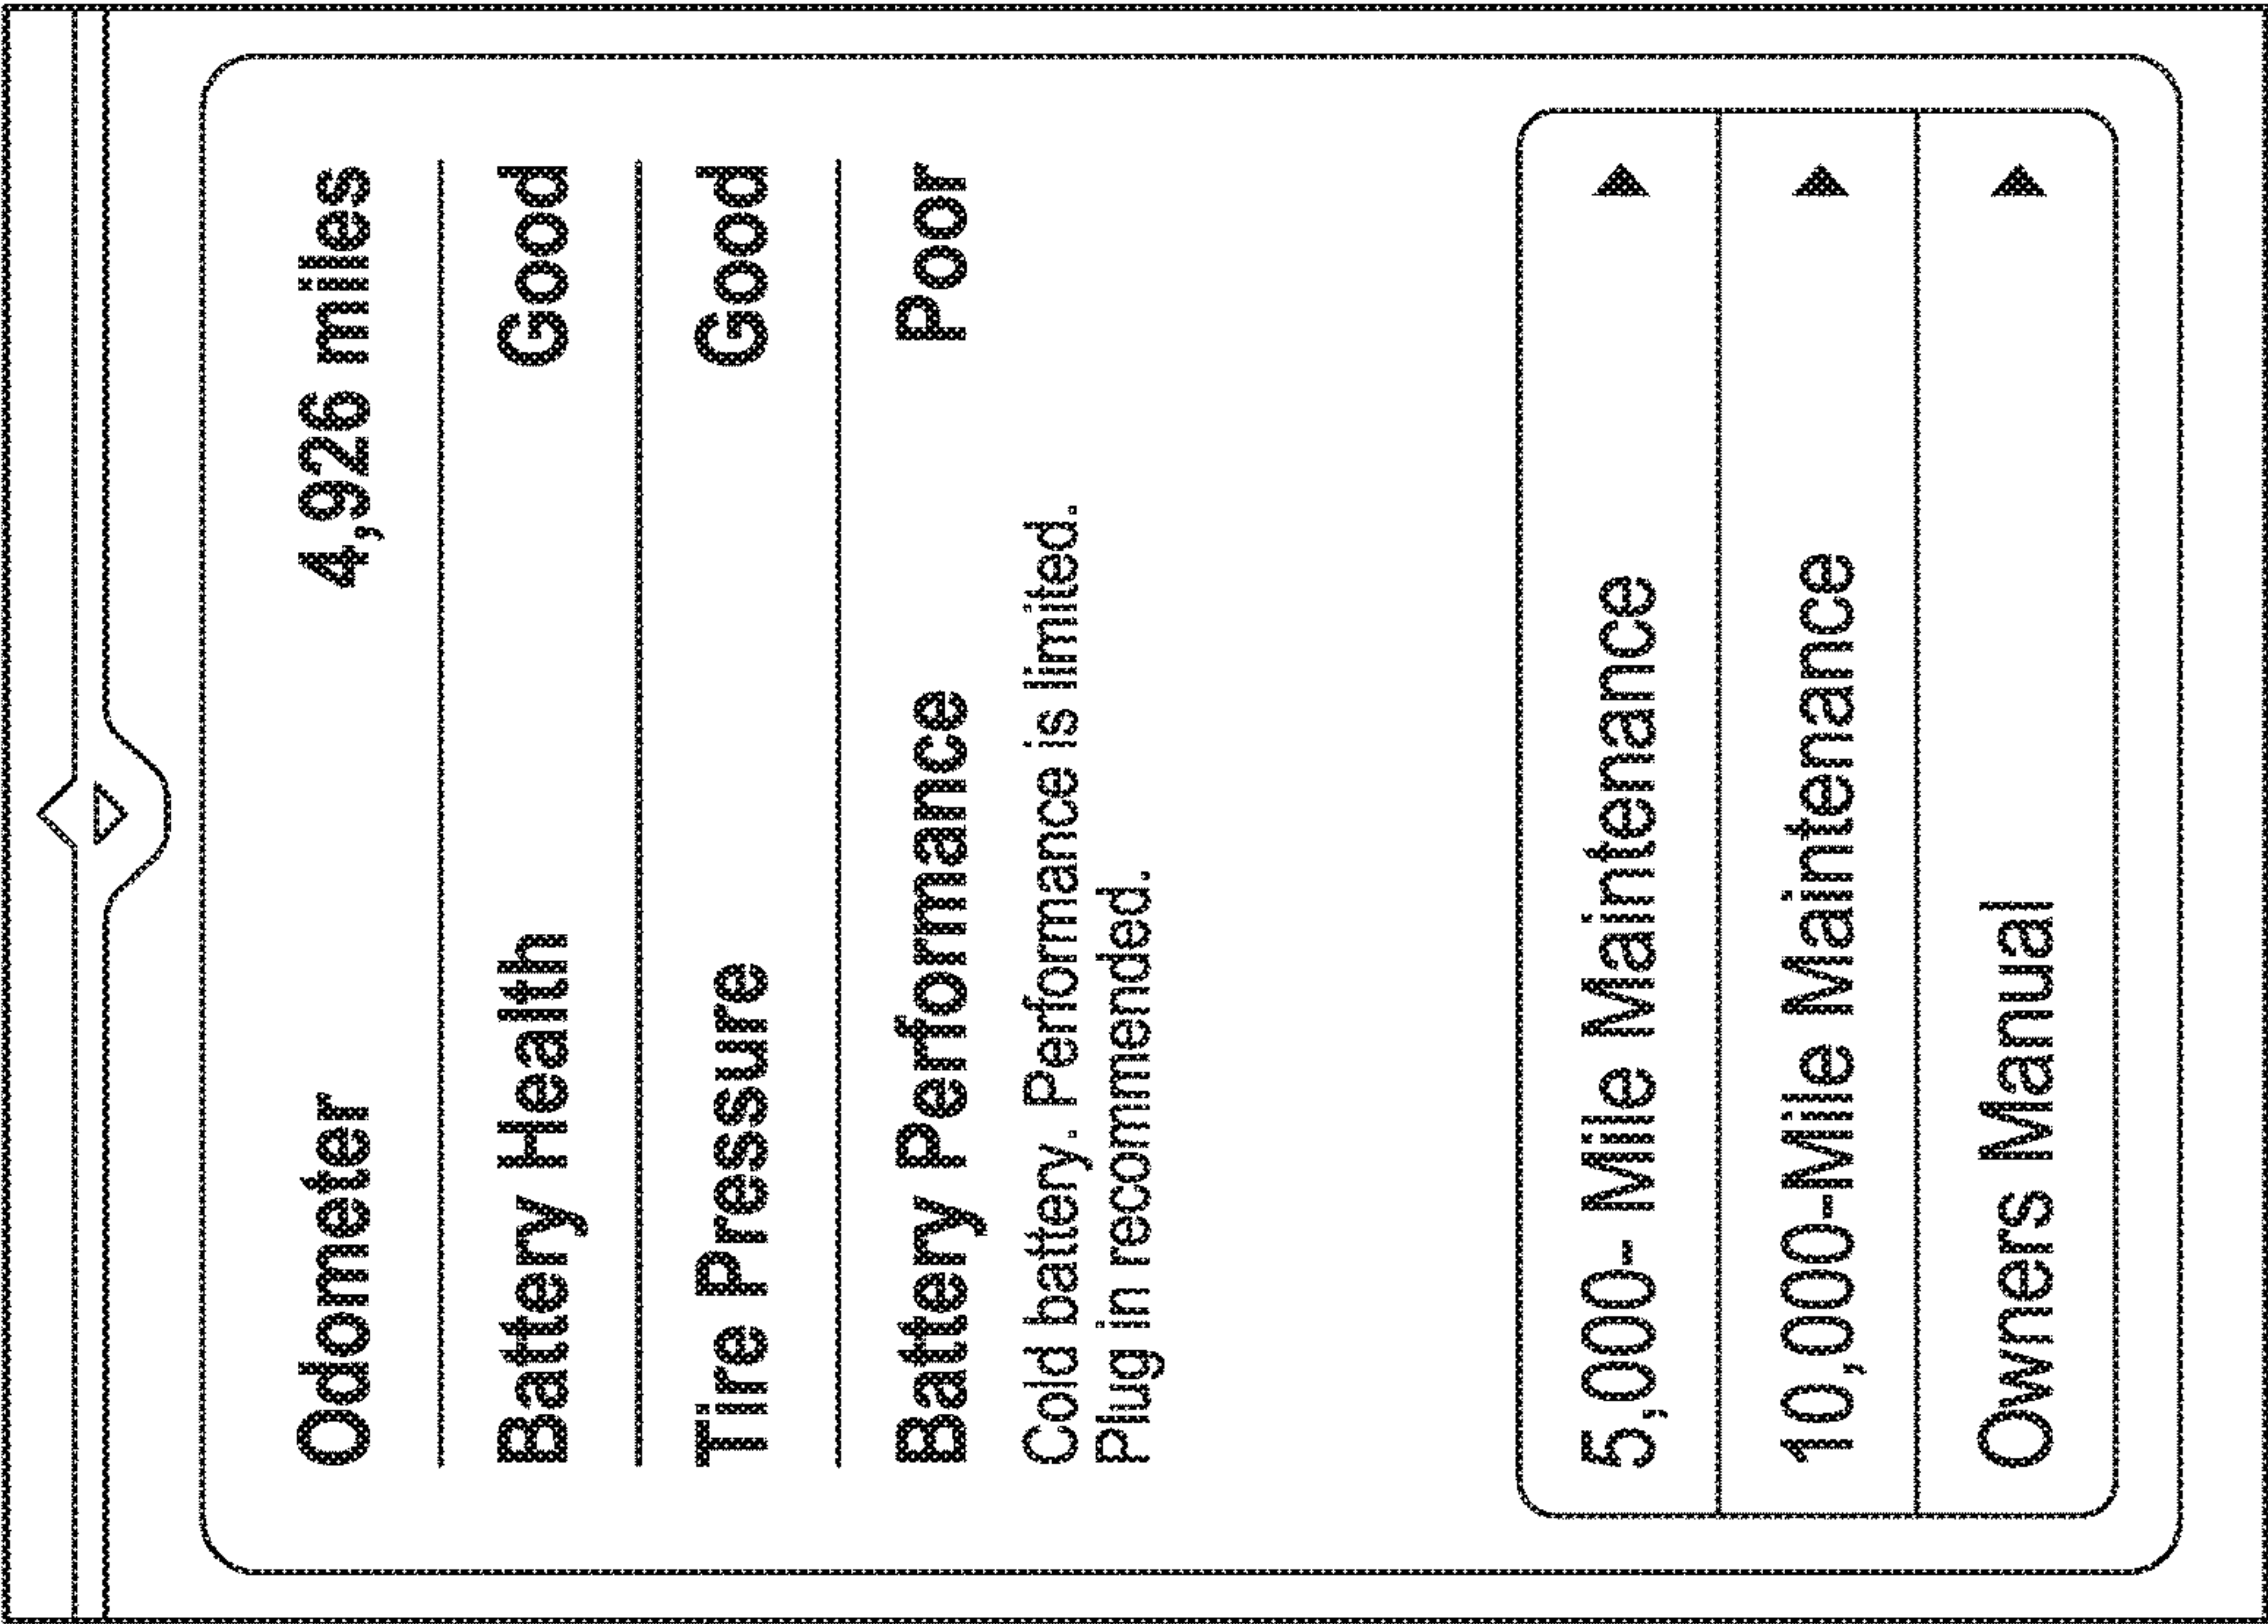 Odometer 4,926 miles
Battery Health Good
Tire Pressure Good
Battery Performance Poor
Cold battery. Performance is limited.
Plug in recommended.
5,000- Mile Maintenance
10,000-Mile Maintenance
Owners Manual